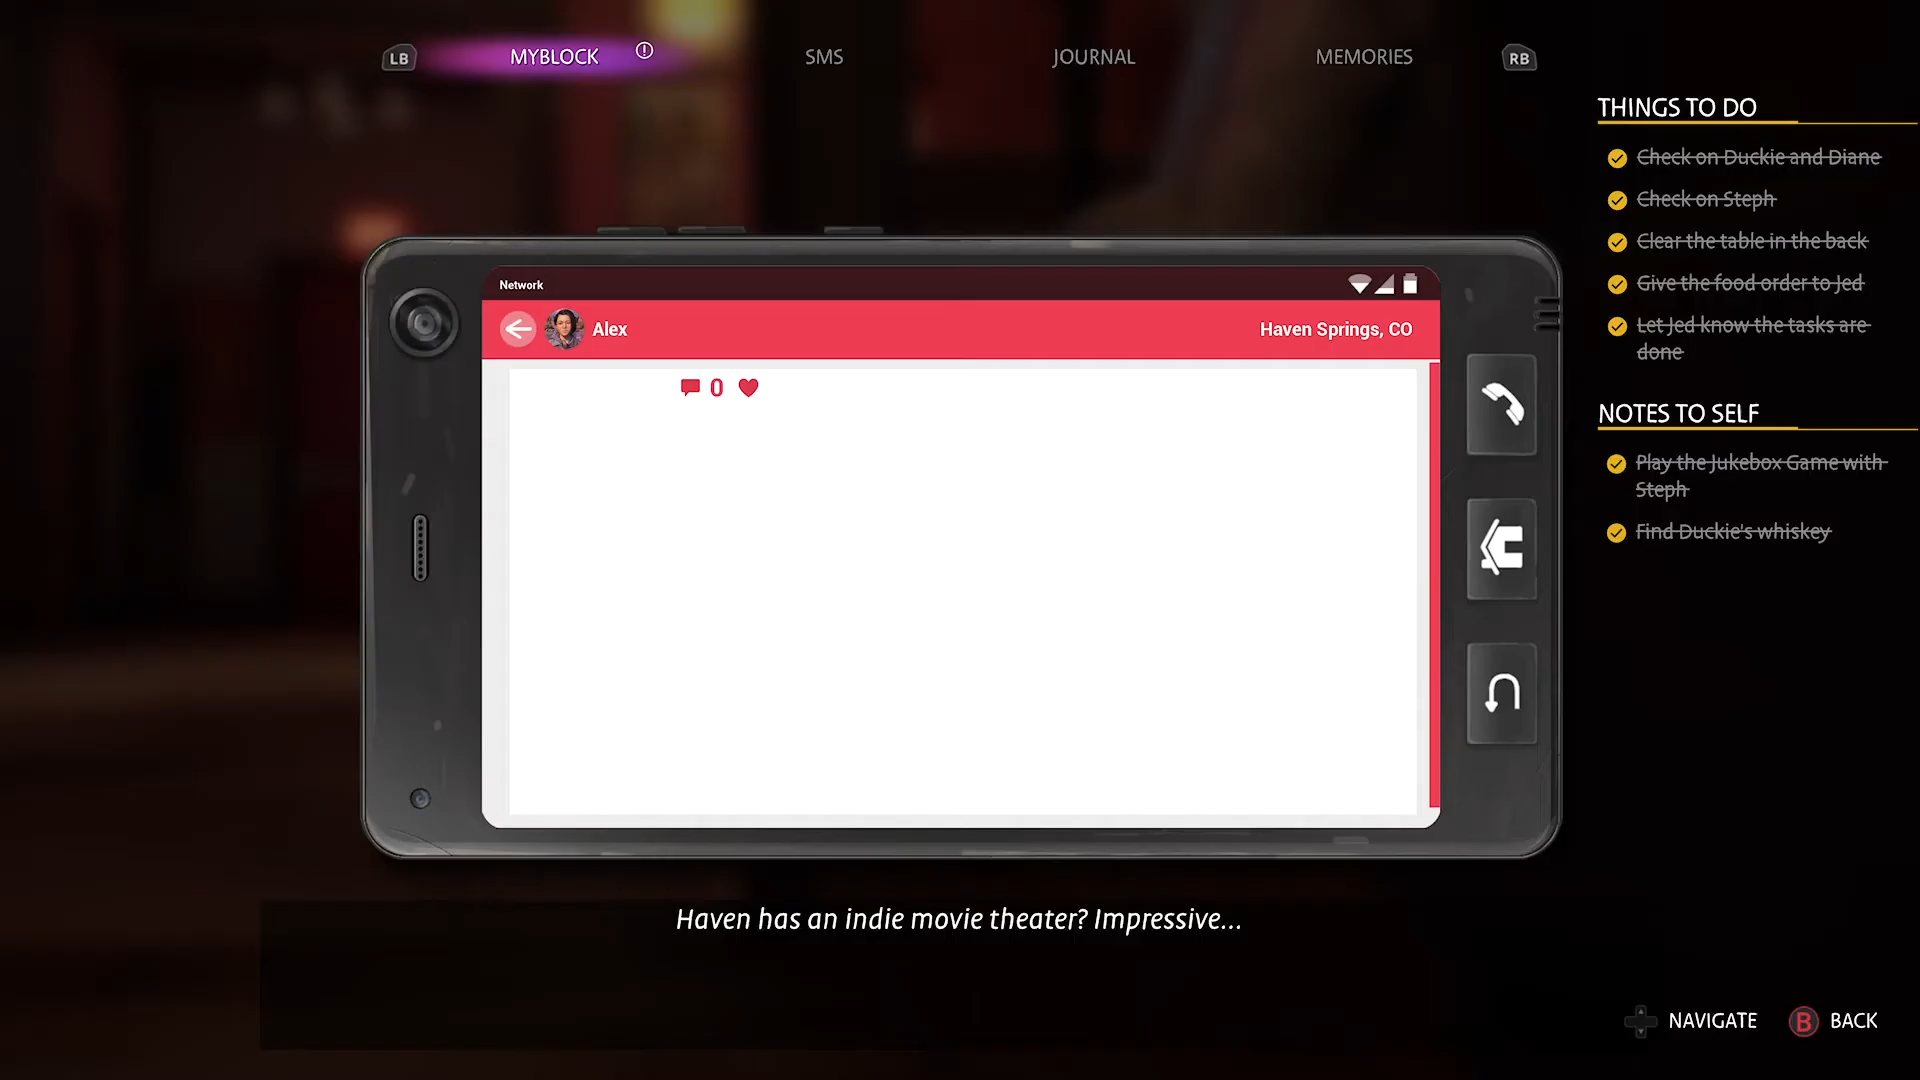 LB
MYBLOCK
SMS
JOURNAL
MEMORIES
RB
THINGS TO DO
Check on Duckie and Diane
Check on Steph
Clear the table in the back
Give the food order to Jed
Let Jed know the tasks are
done
NOTES TO SELF
Play the Jukebox Game with
Steph
Find Duckie's whiskey
Network
Alex
Haven Springs, CO
0
Haven has an indie movie theater? Impressive...
NAVIGATE
B BACK